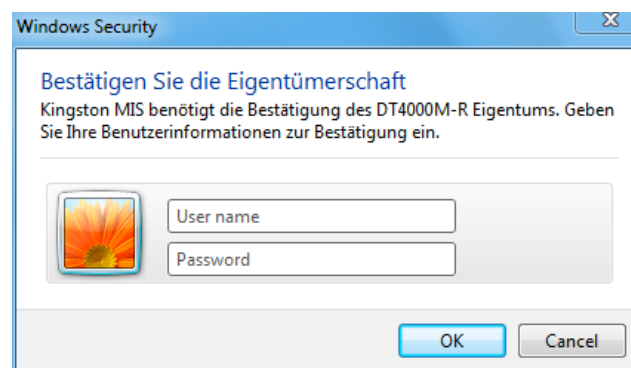 Windows Security
Bestätigen Sie die Eigentümerschaft
Kingston MIS benötigt die Bestätigung des DT4000M-R Eigentums. Geben
Sie Ihre Benutzerinformationen zur Bestätigung ein.
User name
Password
OK Cancel